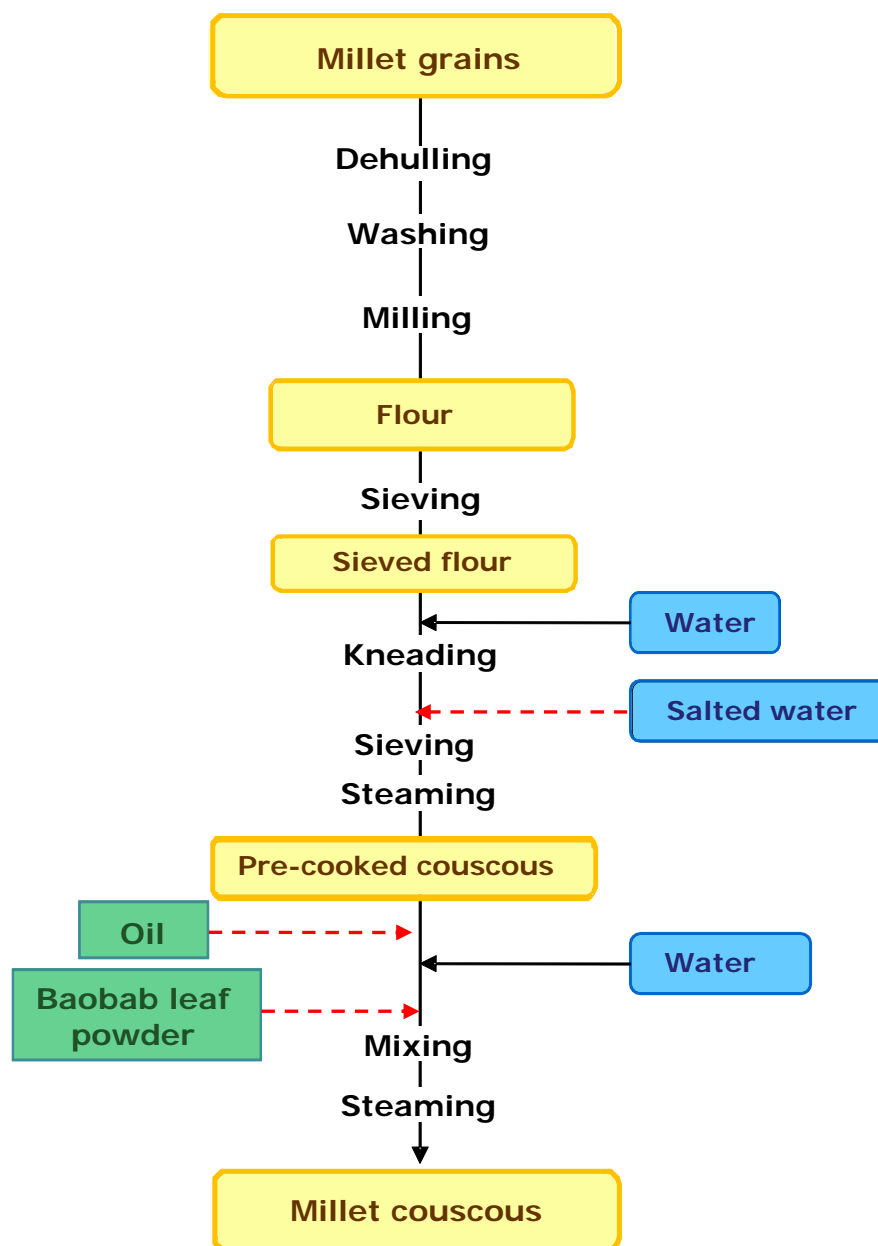 Millet grains
Dehulling
Washing
Milling
Flour
Sieving
Sieved flour
Water
Kneading
Salted water
Sieving
Steaming
Pre-cooked couscous
Oil
Water
Baobab leaf
powder
Mixing
Steaming
Millet couscous